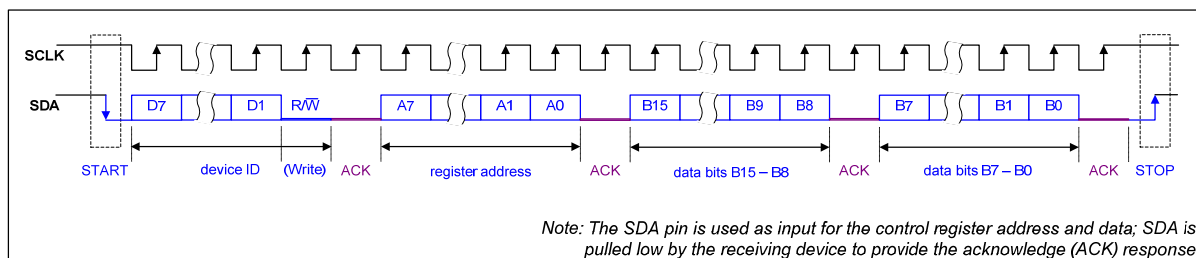 SCLK
SDA
D7 D1 R/W̅ A7 A1 A0 B15 B9 B8 B7 B1 B0
START device ID (Write) ACK register address ACK data bits B15 – B8 ACK data bits B7 – B0 ACK STOP
Note: The SDA pin is used as input for the control register address and data; SDA is
pulled low by the receiving device to provide the acknowledge (ACK) response